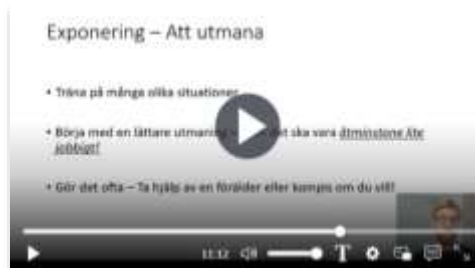 Exponering – Att utmana
• Träna på många olika situationer
• Börja med en lättare utmaning det ska vara åtminstone lite
jobbigt!
• Gör det ofta – Ta hjälp av en förälder eller kompis om du vill!
11:12
T